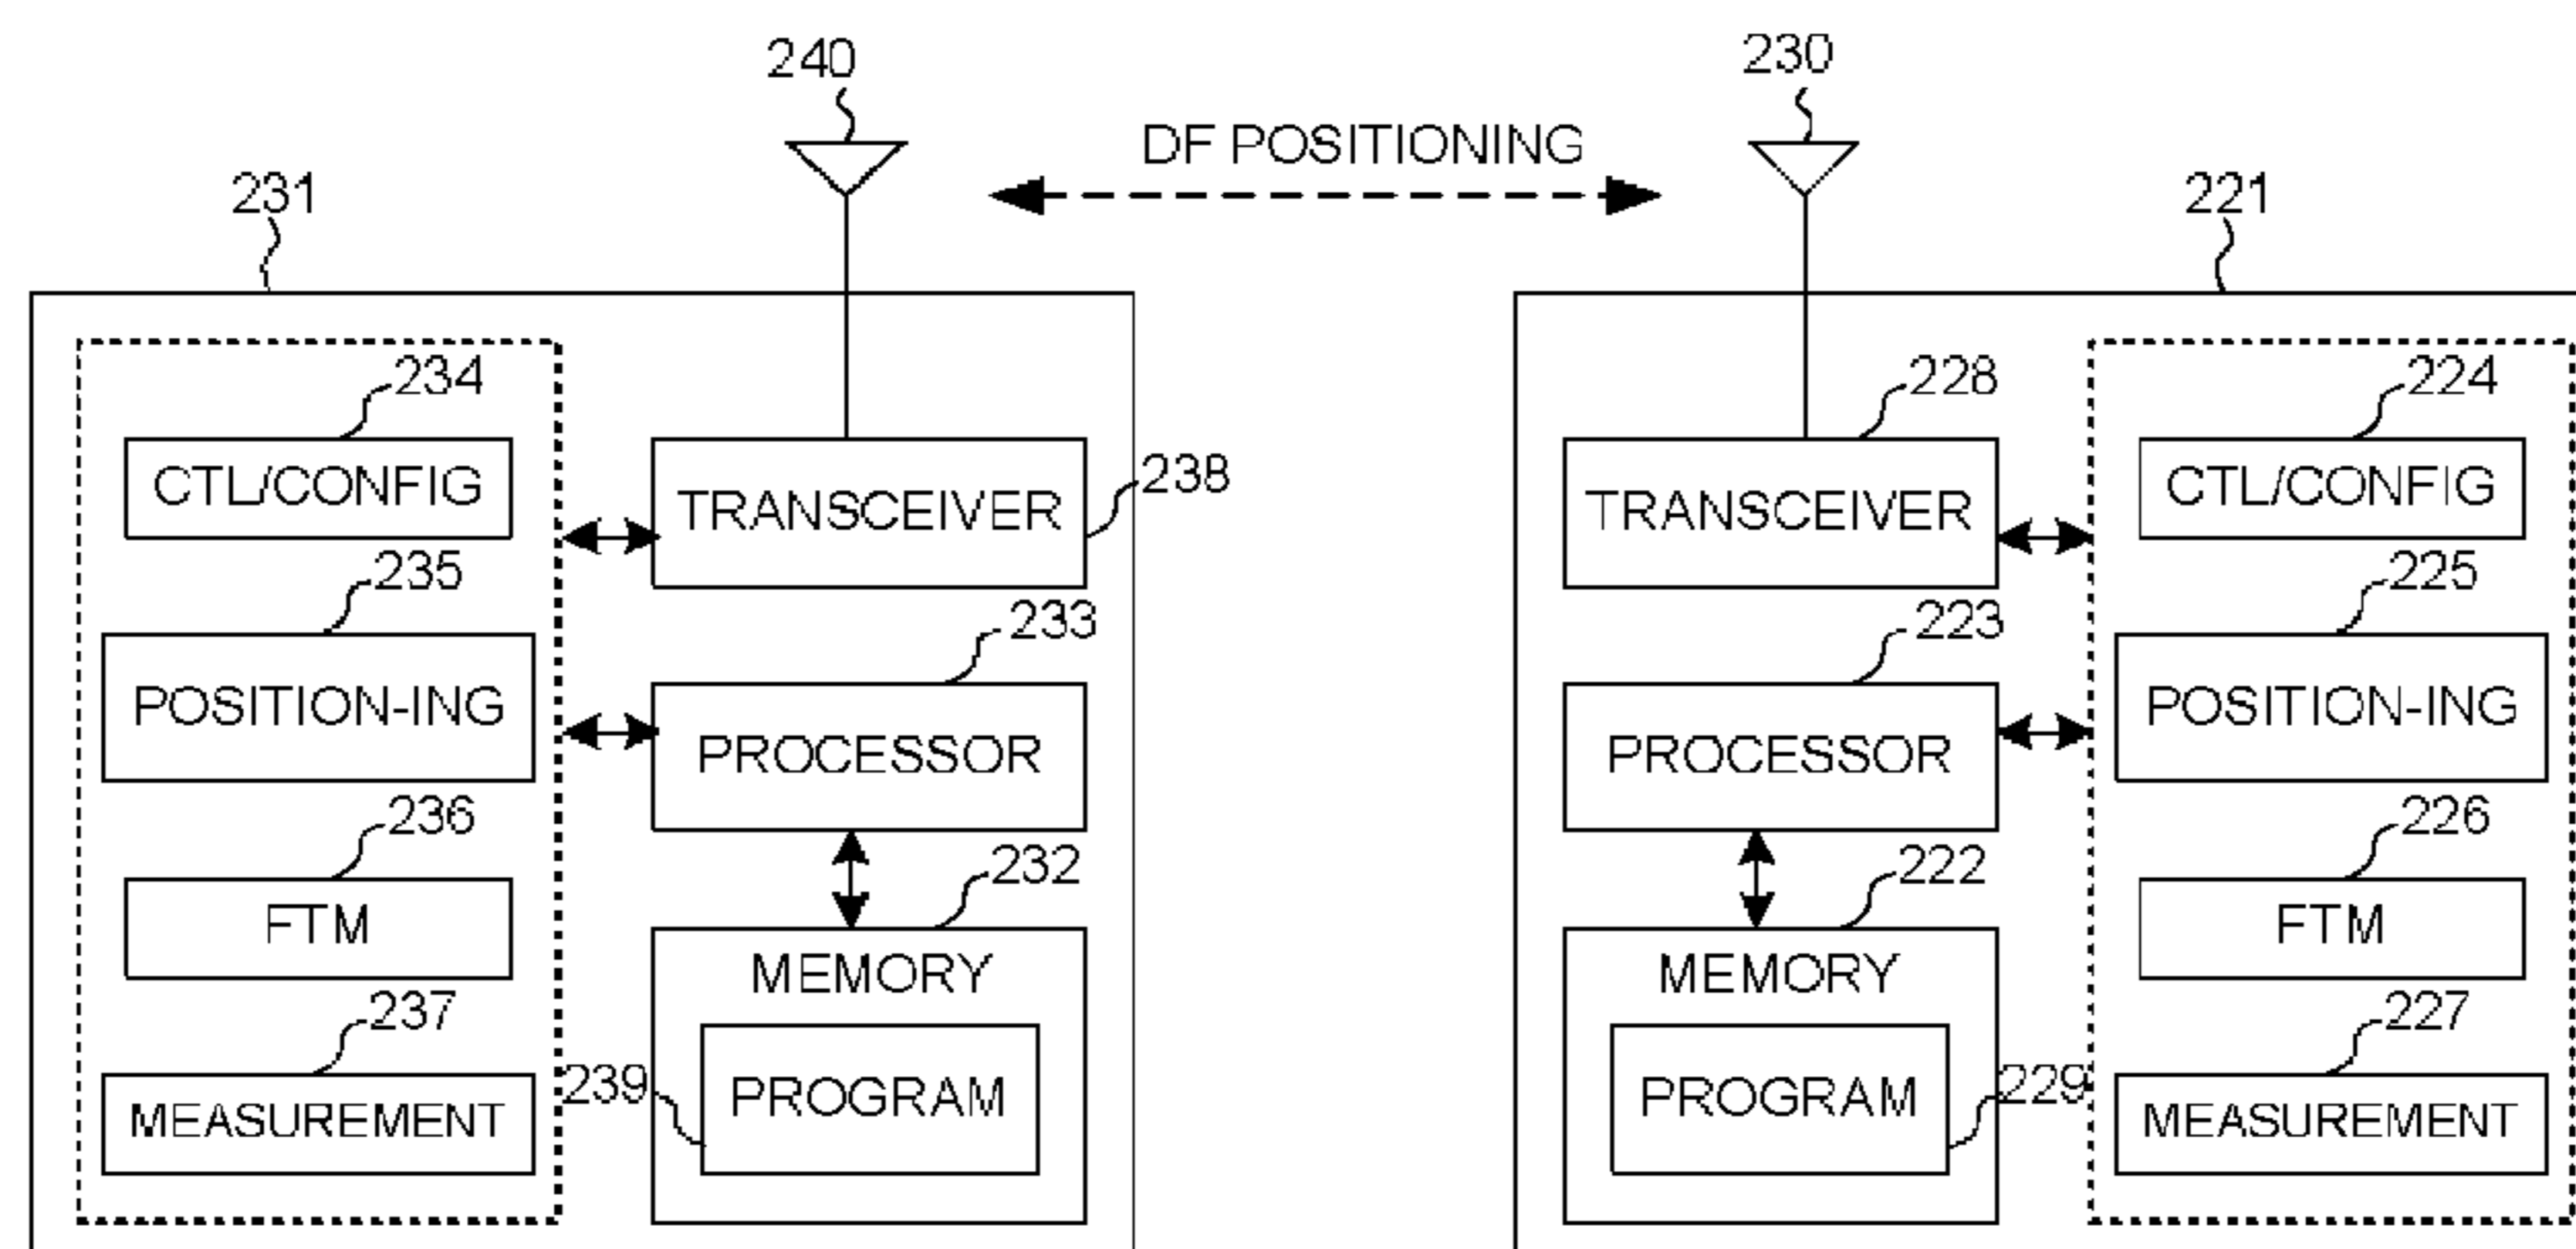 240
230
DF POSITIONING
231
221
234
228
224
CTL/CONFIG
TRANSCEIVER
238
TRANSCEIVER
CTL/CONFIG
235
225
233
223
POSITION-ING
PROCESSOR
PROCESSOR
POSITION-ING
236
226
232
222
FTM
MEMORY
MEMORY
FTM
237
227
239
PROGRAM
PROGRAM
229
MEASUREMENT
MEASUREMENT